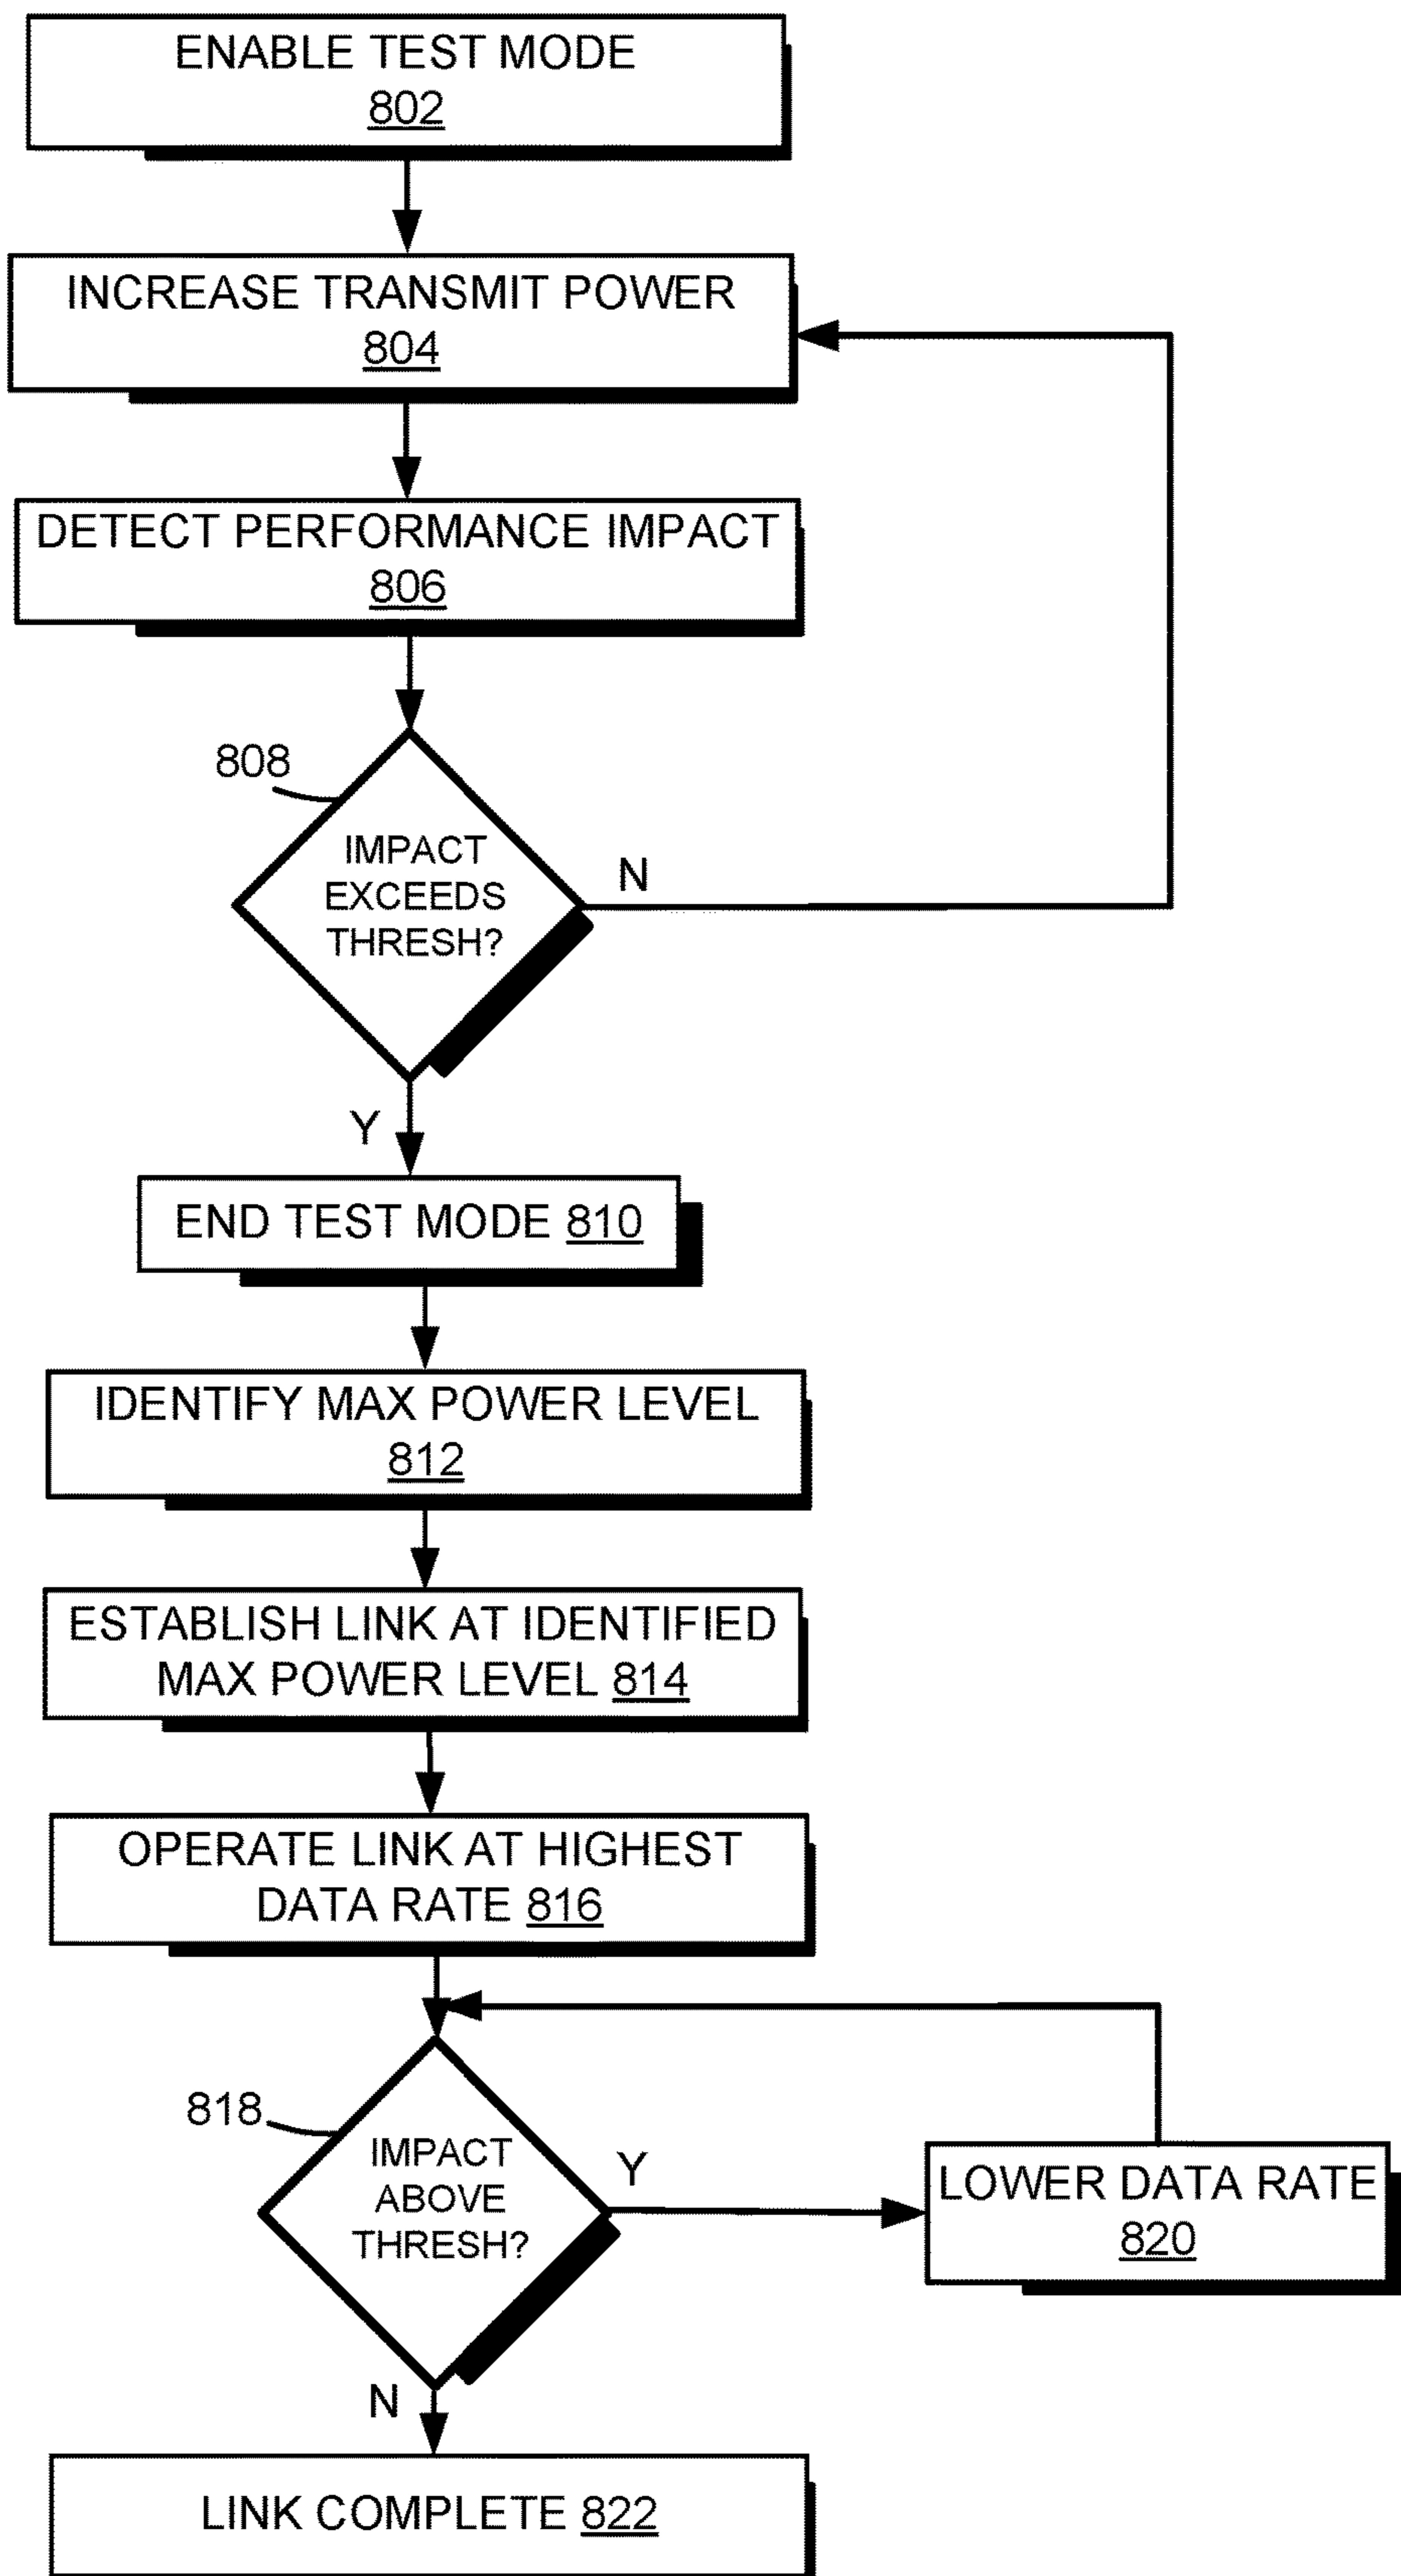 ENABLE TEST MODE
802
INCREASE TRANSMIT POWER
804
DETECT PERFORMANCE IMPACT
806
808
IMPACT
EXCEEDS
THRESH?
N
Y
END TEST MODE 810
IDENTIFY MAX POWER LEVEL
812
ESTABLISH LINK AT IDENTIFIED
MAX POWER LEVEL 814
OPERATE LINK AT HIGHEST
DATA RATE 816
818
IMPACT
ABOVE
THRESH?
Y
LOWER DATA RATE
820
N
LINK COMPLETE 822